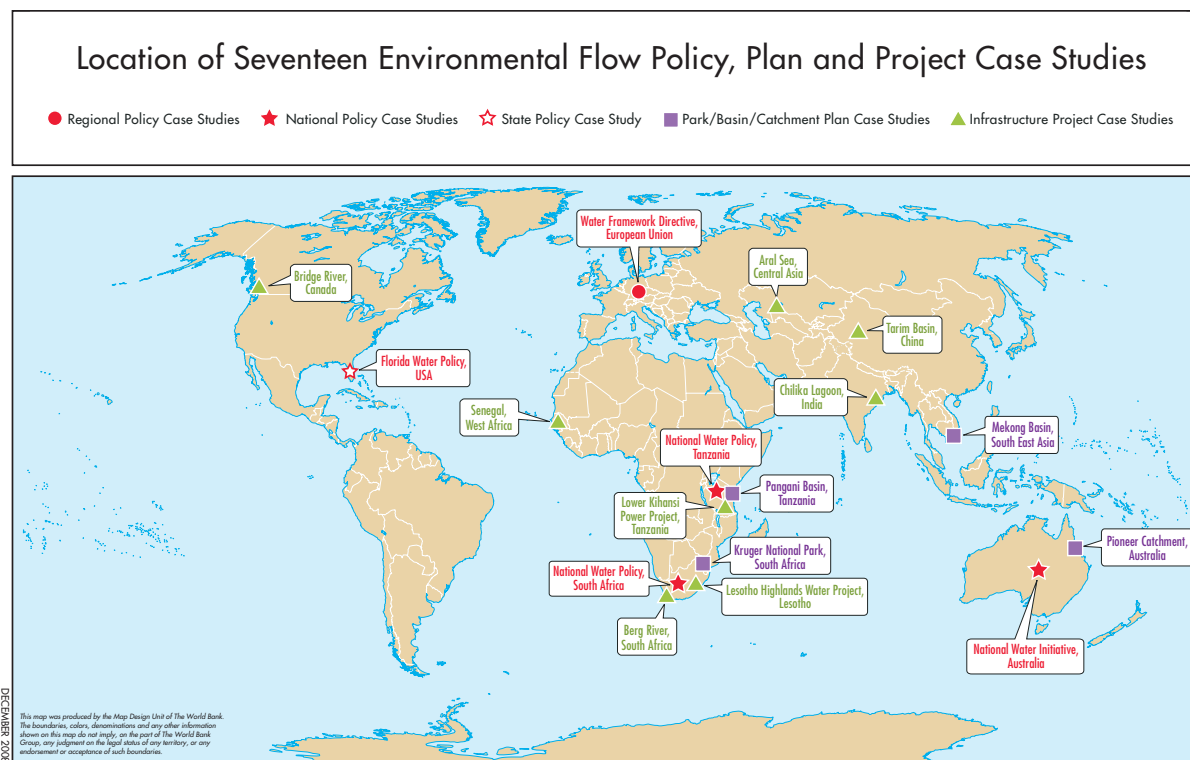 Location of Seventeen Environmental Flow Policy, Plan and Project Case Studies
Regional Policy Case Studies
National Policy Case Studies
State Policy Case Study
Park/Basin/Catchment Plan Case Studies
Infrastructure Project Case Studies
Water Framework Directive,
European Union
Aral Sea,
Central Asia
Bridge River,
Canada
Tarim Basin,
China
Florida Water Policy,
USA
Chilika Lagoon,
India
Senegal,
West Africa
Mekong Basin,
South East Asia
National Water Policy,
Tanzania
Pangani Basin,
Tanzania
Lower Kihansi
Power Project,
Tanzania
Pioneer Catchment,
Australia
Kruger National Park,
South Africa
National Water Policy,
South Africa
Lesotho Highlands Water Project,
Lesotho
Berg River,
South Africa
National Water Initiative,
Australia
This map was produced by the Map Design Unit of The World Bank.
The boundaries, colors, denominations and any other information
shown on this map do not imply, on the part of The World Bank
Group, any judgment on the legal status of any territory, or any
endorsement or acceptance of such boundaries.
DECEMBER